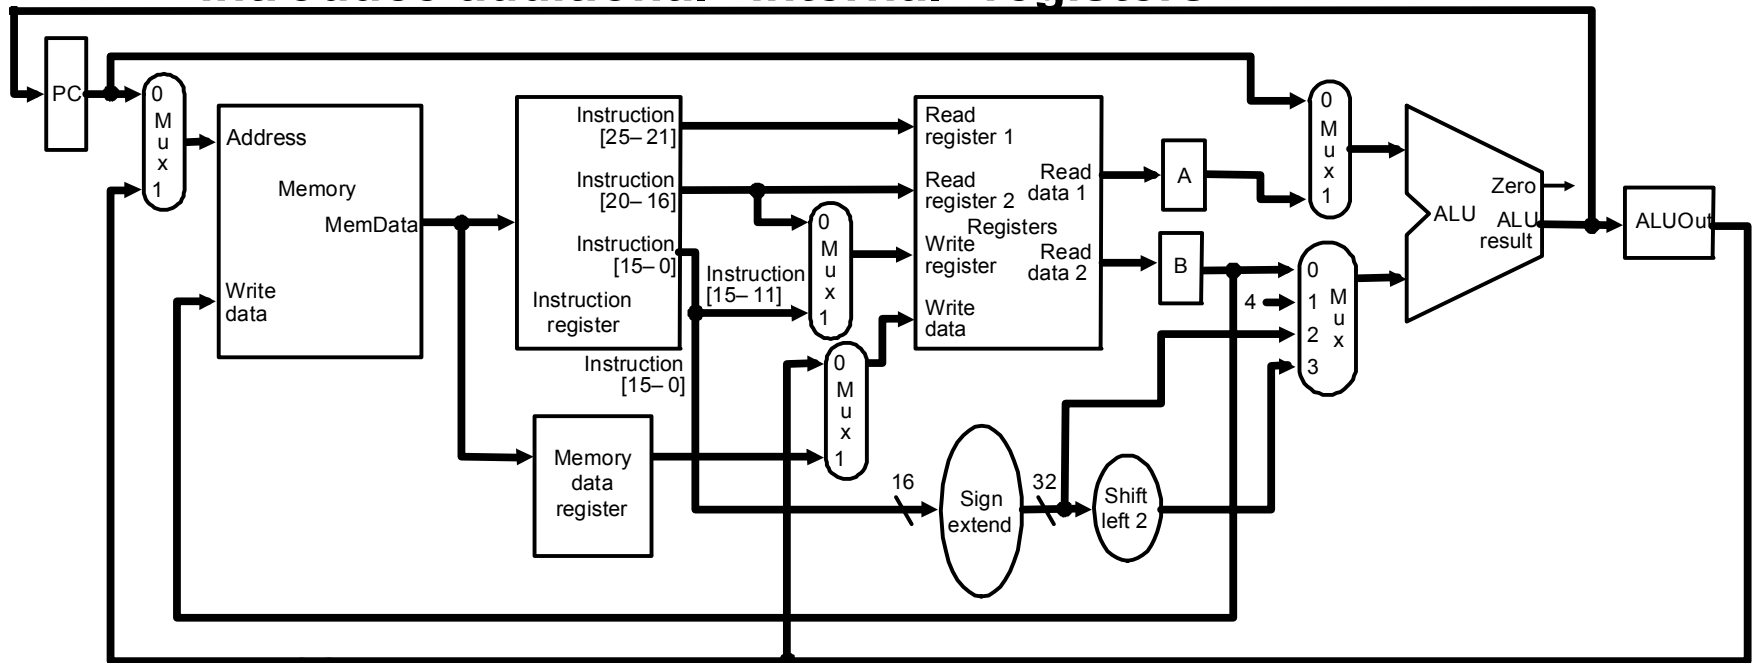 PC
0
M
u
x
1
Address
Memory
MemData
Write
data
Instruction
[25– 21]
Instruction
[20– 16]
Instruction
[15– 0]
Instruction
register
Instruction
[15– 11]
Instruction
[15– 0]
0
M
u
x
1
0
M
u
x
1
Memory
data
register
Read
register 1
Read
register 2
Registers
Write
register
Write
data
Read
data 1
Read
data 2
A
B
4
16
Sign
extend
32
Shift
left 2
0
M
u
x
1
0
1
2
3
M
u
x
ALU
Zero
ALU
result
ALUOut